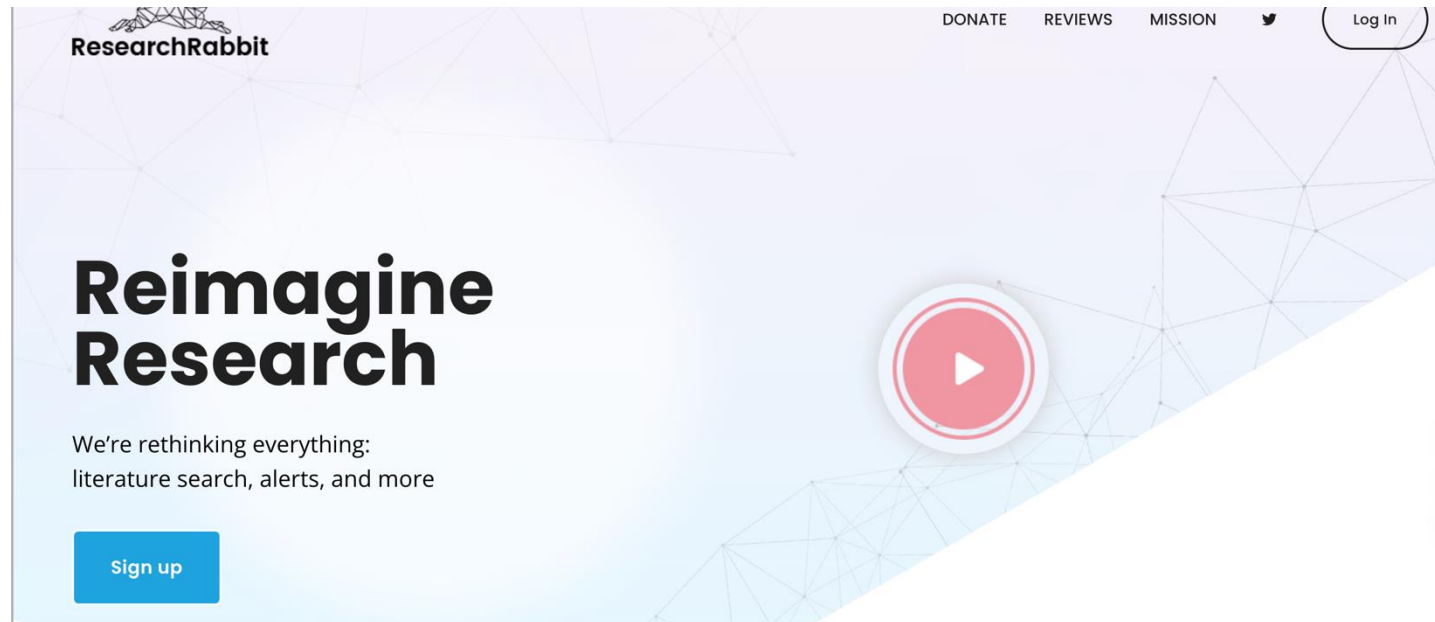 ResearchRabbit
DONATE REVIEWS MISSION Log In
Reimagine
Research
We’re rethinking everything:
literature search, alerts, and more
Sign up